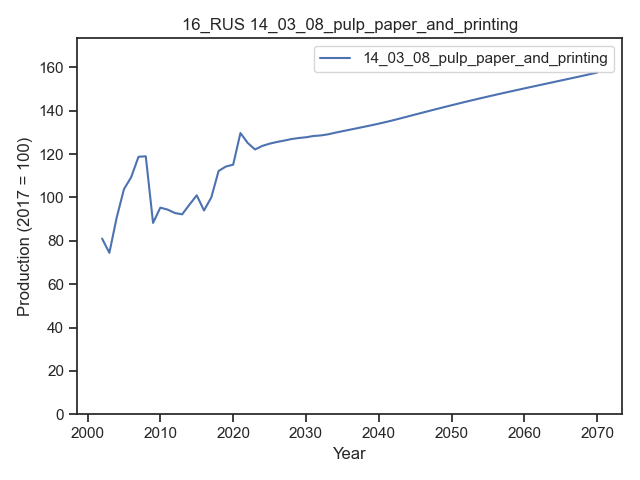 16_RUS 14_03_08_pulp_paper_and_printing
14_03_08_pulp_paper_and_printing
Production (2017 = 100)
160
140
120
100
80
60
40
20
0
2000 2010 2020 2030 2040 2050 2060 2070
Year